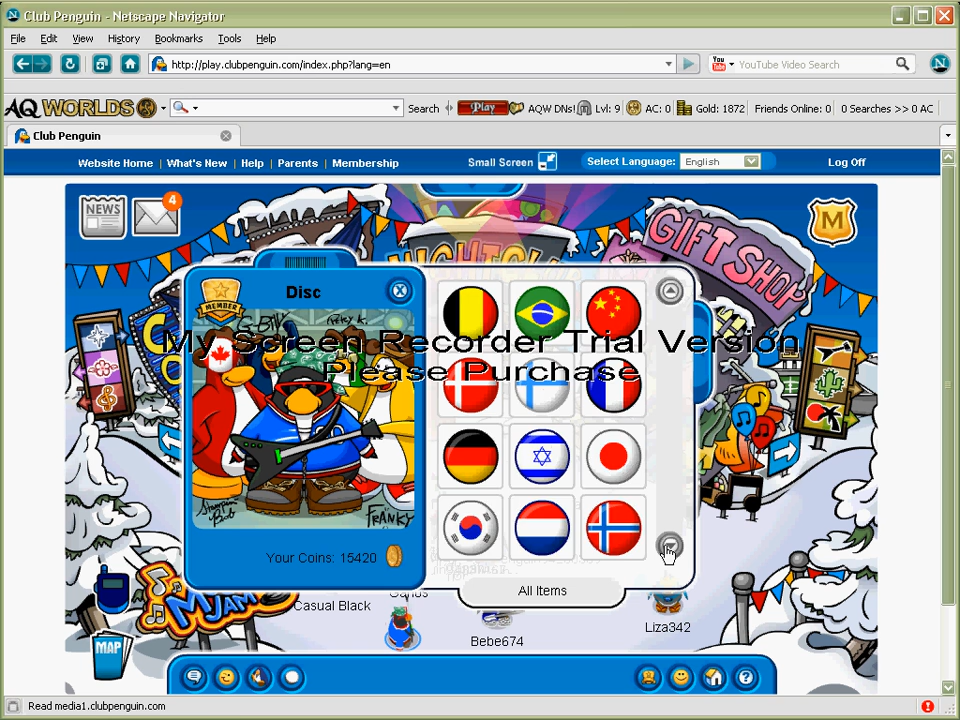 Club Penguin - Netscape Navigator
File Edit View History Bookmarks Tools Help
http://play.clubpenguin.com/index.php?lang=en
You Tube YouTube Video Search
AQ WORLDS Search Play AQW DNs! Lvl: 9 AC: 0 Gold: 1872 Friends Online: 0 0 Searches >> 0 AC
Club Penguin
Website Home | What's New | Help | Parents | Membership Small Screen Select Language: English Log Off
NEWS 4
M
GIFT SHOP
MEMBER
Disc
My Screen Recorder Trial Version
Please Purchase
FRANKY
Your Coins: 15420
All Items
Casual Black
Bebe674
Liza342
MAP
Read media1.clubpenguin.com